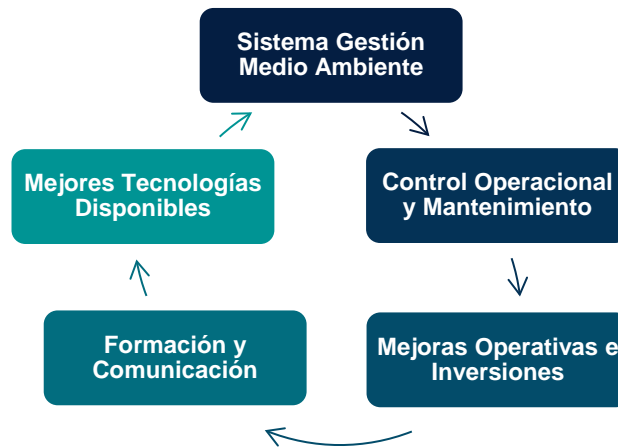 Sistema Gestión
Medio Ambiente
Mejores Tecnologías
Disponibles
Control Operacional
y Mantenimiento
Formación y
Comunicación
Mejoras Operativas e
Inversiones